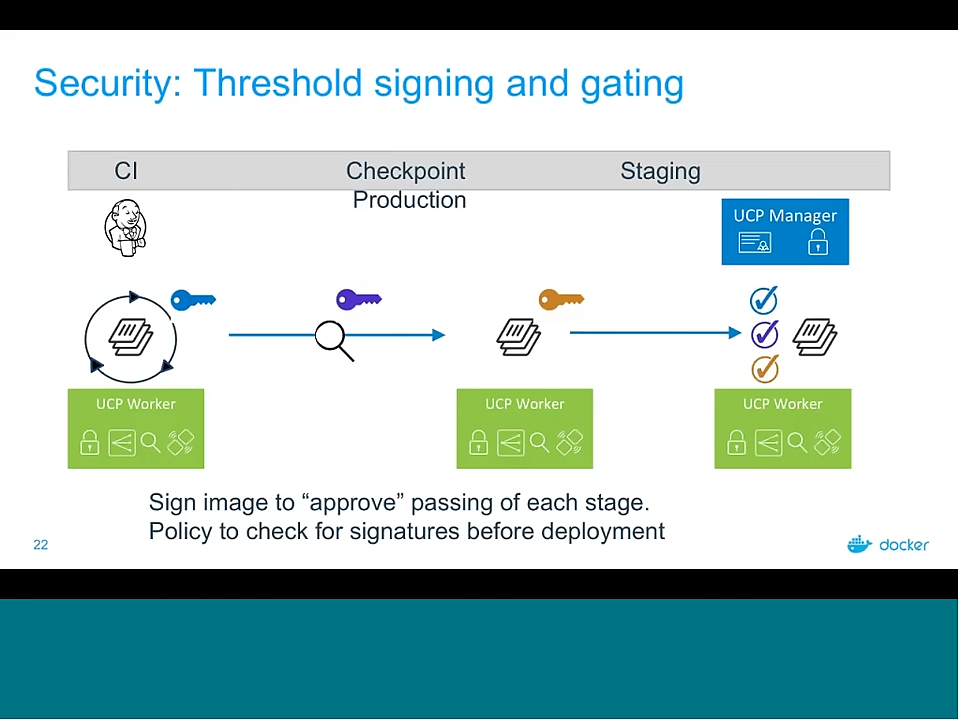 Security: Threshold signing and gating
CI Checkpoint Staging
Production
UCP Manager
UCP Worker UCP Worker UCP Worker
Sign image to “approve” passing of each stage.
Policy to check for signatures before deployment
22
docker